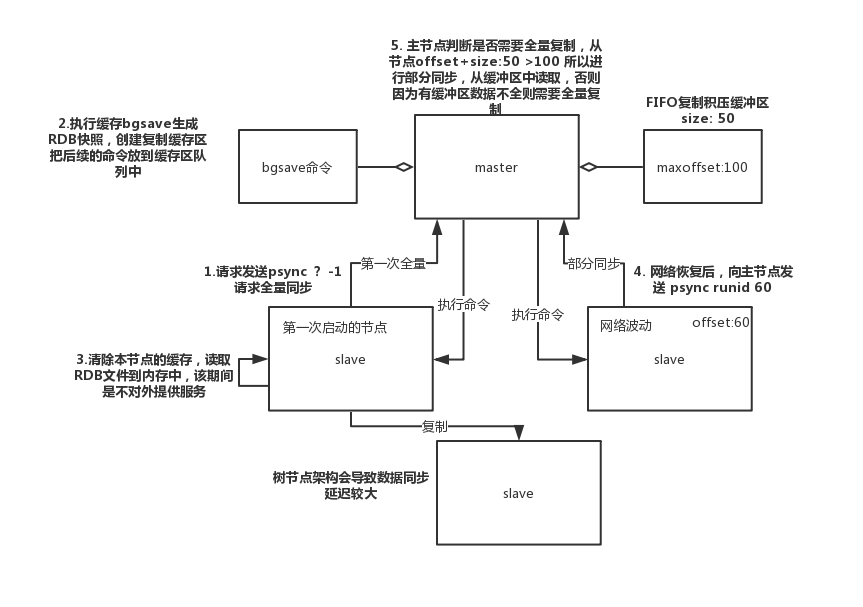 5. 主节点判断是否需要全量复制，从
节点offset+size:50 >100 所以进
行部分同步，从缓冲区中读取，否则
因为有缓冲区数据不全则需要全量复
制
FIFO复制积压缓冲区
size: 50
2.执行缓存bgsave生成
RDB快照，创建复制缓存区
把后续的命令放到缓存区队
列中
bgsave命令
master
maxoffset:100
1.请求发送psync ？ -1
请求全量同步
第一次全量
部分同步
4. 网络恢复后，向主节点发
送 psync runid 60
执行命令
执行命令
第一次启动的节点
slave
网络波动
offset:60
slave
3.清除本节点的缓存，读取
RDB文件到内存中，该期间
是不对外提供服务
复制
树节点架构会导致数据同步
延迟较大
slave